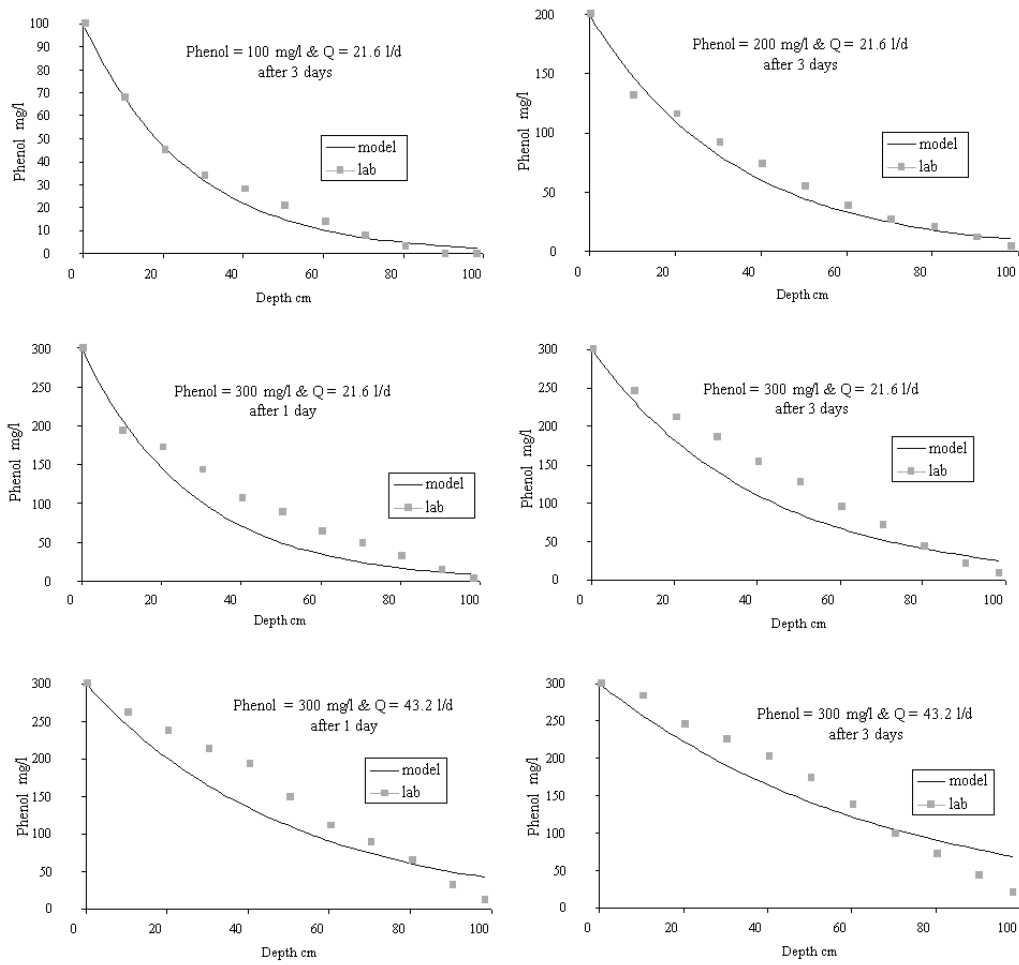 Phenol = 100 mg/l & Q = 21.6 l/d
after 3 days
Phenol mg/l
100
90
80
70
60
50
40
30
20
10
0
model
lab
0 20 40 60 80 100
Depth cm
Phenol = 200 mg/l & Q = 21.6 l/d
after 3 days
Phenol mg/l
200
150
100
50
0
model
lab
0 20 40 60 80 100
Depth cm
Phenol = 300 mg/l & Q = 21.6 l/d
after 1 day
Phenol mg/l
300
250
200
150
100
50
0
model
lab
0 20 40 60 80 100
Depth cm
Phenol = 300 mg/l & Q = 21.6 l/d
after 3 days
Phenol mg/l
300
250
200
150
100
50
0
model
lab
0 20 40 60 80 100
Depth cm
Phenol = 300 mg/l & Q = 43.2 l/d
after 1 day
Phenol mg/l
300
250
200
150
100
50
0
model
lab
0 20 40 60 80 100
Depth cm
Phenol = 300 mg/l & Q = 43.2 l/d
after 3 days
Phenol mg/l
300
250
200
150
100
50
0
model
lab
0 20 40 60 80 100
Depth cm